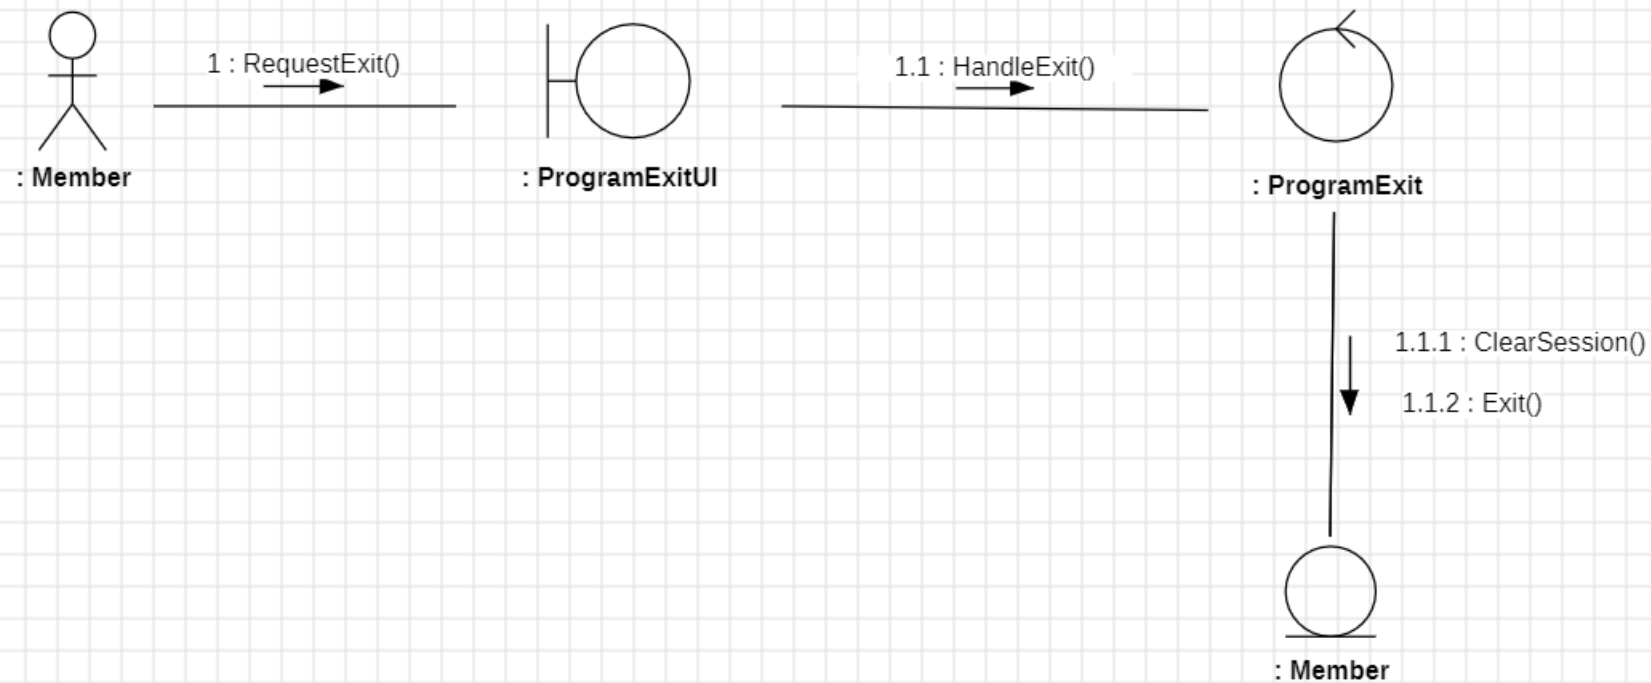 1 : RequestExit()
1.1 : HandleExit()
: Member
: ProgramExitUI
: ProgramExit
1.1.1 : ClearSession()
1.1.2 : Exit()
: Member